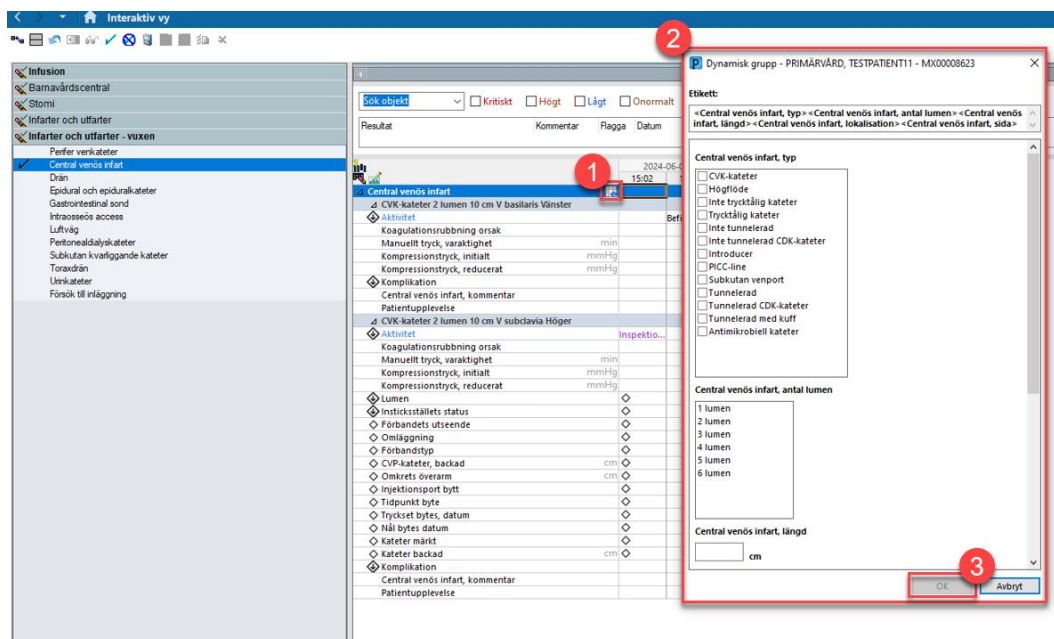 Interaktiv vy
2
Infusion
Barnavårdscentral
Stomi
Infarter och utfarter
Infarter och utfarter - vuxen
Perifer venkateter
Central venös infart
Drän
Epidural och epiduralkateter
Gastrointestinal sond
Intraosseös access
Luftväg
Peritonealdialyskateter
Subkutan kvarliggande kateter
Toraxdrän
Urinkateter
Försök till inläggning
Sök objekt Kritiskt Högt Lågt Onormalt
Resultat Kommentar Flagga Datum
2024-06-0
1
15:02
Central venös infart
CVK-kateter 2 lumen 10 cm V basilaris Vänster
Aktivitet Befi
Koagulationsrubbning orsak
Manuellt tryck, varaktighet min
Kompressionstryck, initialt mmHg
Kompressionstryck, reducerat mmHg
Komplikation
Central venös infart, kommentar
Patientupplevelse
CVK-kateter 2 lumen 10 cm V subclavia Höger
Aktivitet Inspektio...
Koagulationsrubbning orsak
Manuellt tryck, varaktighet min
Kompressionstryck, initialt mmHg
Kompressionstryck, reducerat mmHg
Lumen
Insticksställets status
Förbandets utseende
Omläggning
Förbandstyp
CVP-kateter, backad cm
Omkrets överarm cm
Injektionsport bytt
Tidpunkt byte
Tryckset bytes, datum
Nål bytes datum
Kateter märkt
Kateter backad cm
Komplikation
Central venös infart, kommentar
Patientupplevelse
Dynamisk grupp - PRIMÄRVÅRD, TESTPATIENT11 - MX00008623
Etikett:
<Central venös infart, typ> <Central venös infart, antal lumen> <Central venös
infart, längd> <Central venös infart, lokalisation> <Central venös infart, sida>
Central venös infart, typ
CVK-kateter
Högflöde
Inte trycktålig kateter
Trycktålig kateter
Inte tunnelerad
Inte tunnelerad CDK-kateter
Introducer
PICC-line
Subkutan venport
Tunnelerad
Tunnelerad CDK-kateter
Tunnelerad med kuff
Antimikrobiell kateter
Central venös infart, antal lumen
1 lumen
2 lumen
3 lumen
4 lumen
5 lumen
6 lumen
Central venös infart, längd
cm
3
OK Avbryt